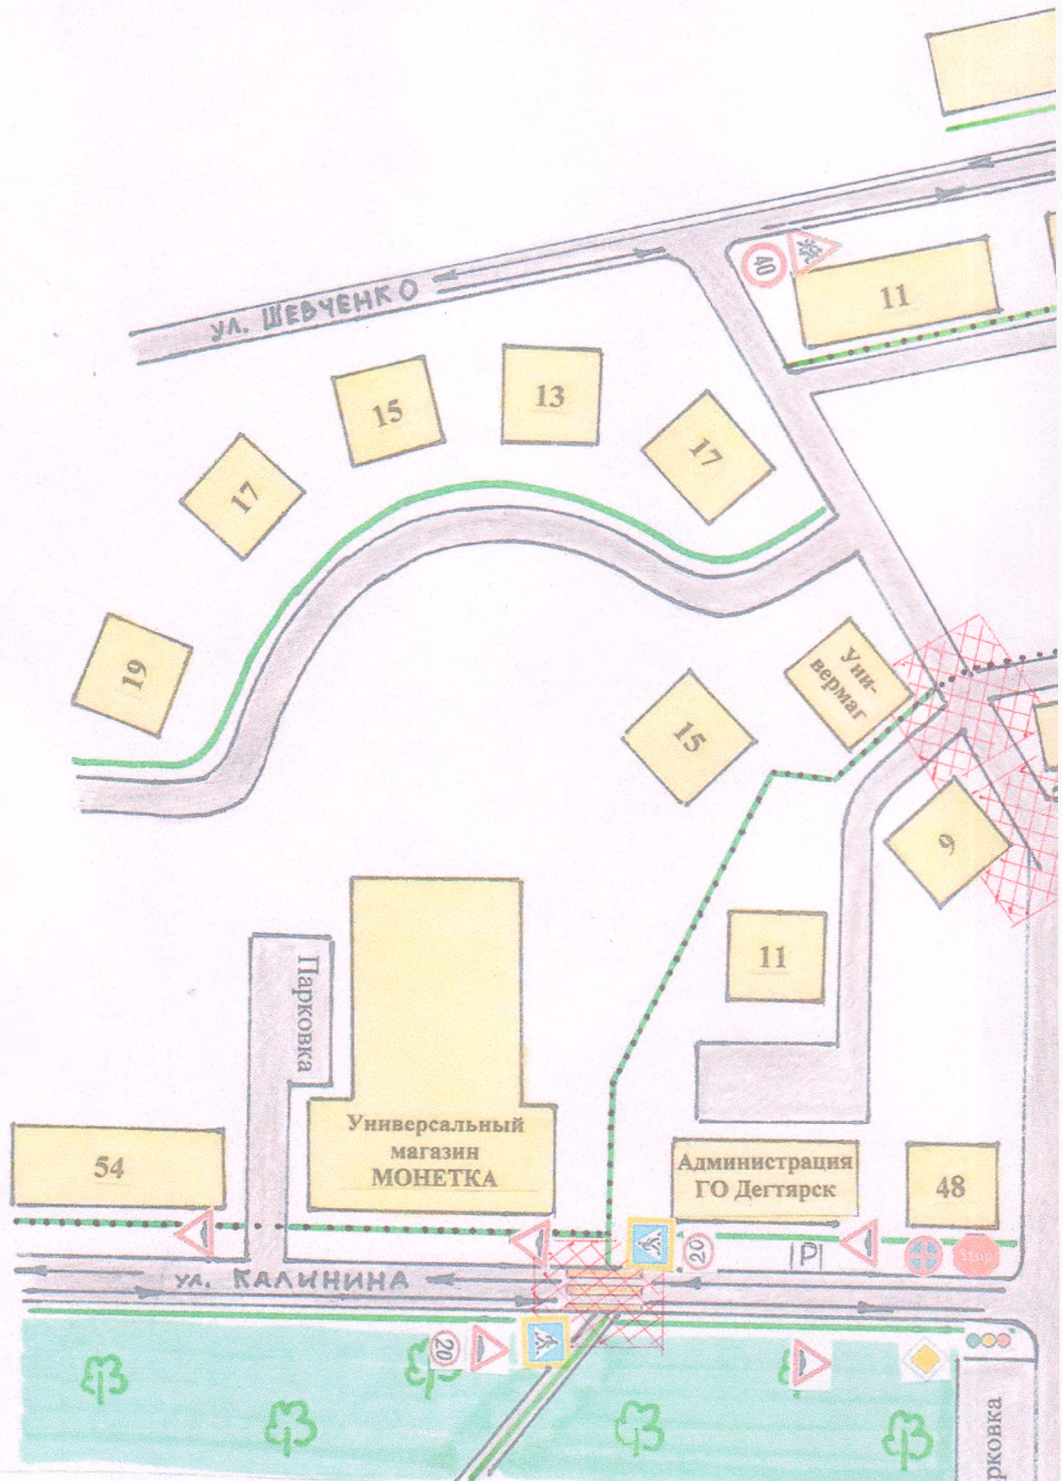 40
11
ул. ШЕВЧЕНКО
15
13
17
17
19
Уни-
вермаг
15
9
11
Парковка
Универсальный
магазин
МОНЕТКА
54
Администрация
ГО Дегтярск
48
20
P
Stop
ул. КАЛИНИНА
20
рковка